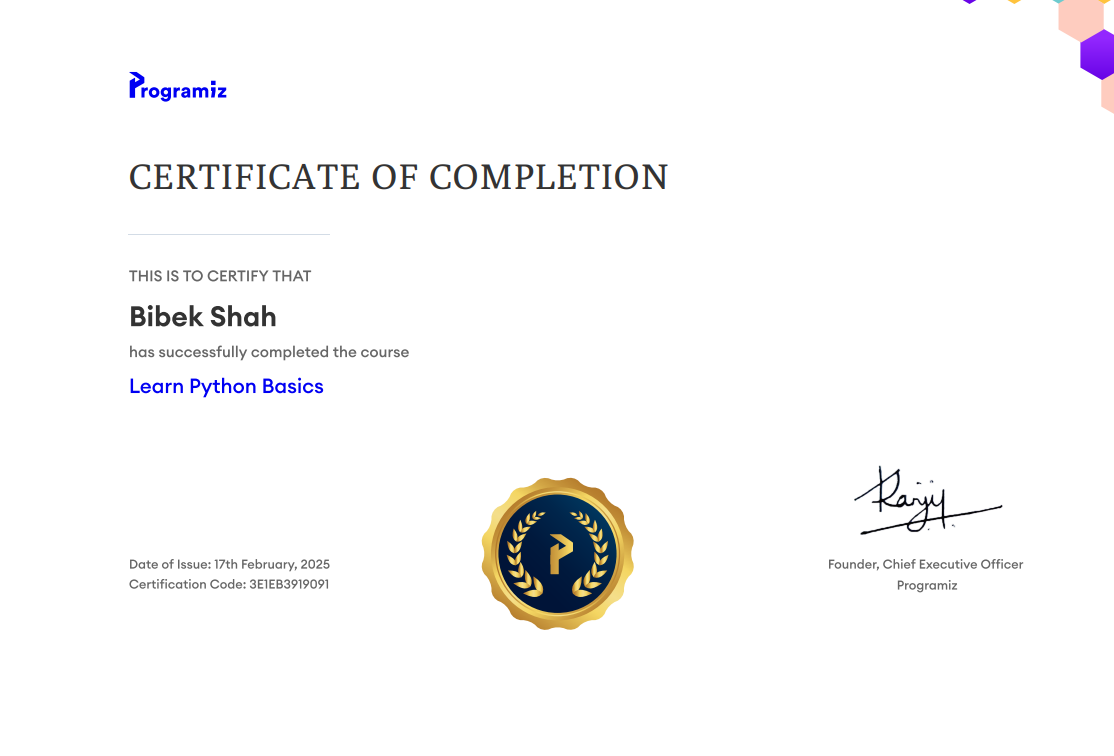 Programiz
CERTIFICATE OF COMPLETION
THIS IS TO CERTIFY THAT
Bibek Shah
has successfully completed the course
Learn Python Basics
Date of Issue: 17th February, 2025
Certification Code: 3E1EB3919091
Founder, Chief Executive Officer
Programiz